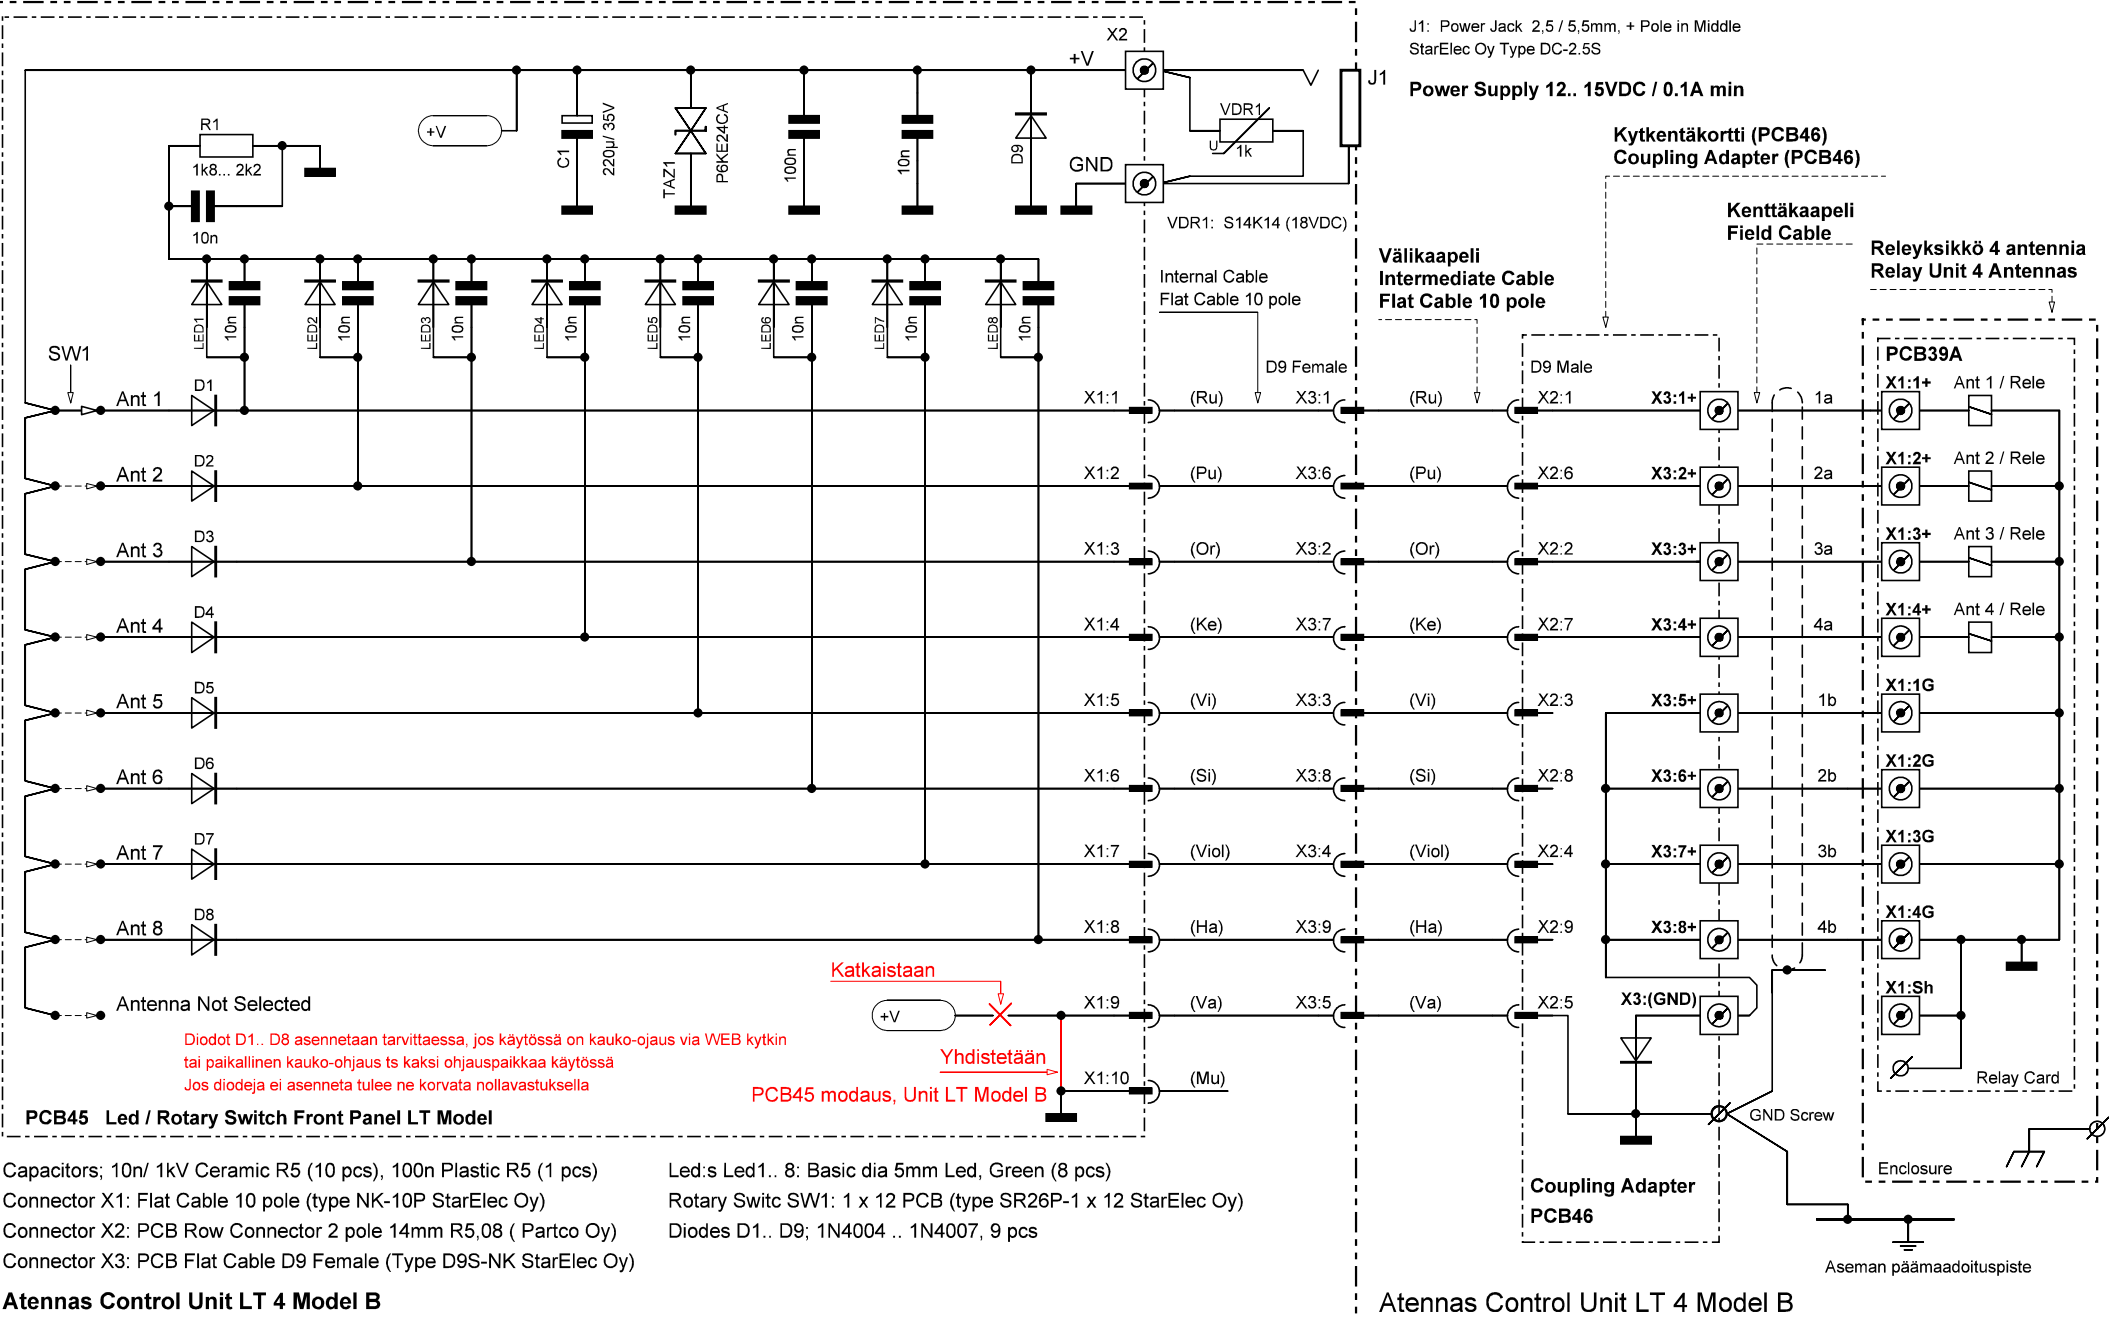 J1: Power Jack 2,5 / 5,5mm, + Pole in Middle
StarElec Oy Type DC-2.5S
Power Supply 12.. 15VDC / 0.1A min
X2
+V
GND
J1
VDR1
U
1k
VDR1: S14K14 (18VDC)
R1
1k8... 2k2
10n
+V
C1
220µ/ 35V
TAZ1
P6KE24CA
100n
10n
D9
Kytkentäkortti (PCB46)
Coupling Adapter (PCB46)
Kenttäkaapeli
Field Cable
Releyksikkö 4 antennia
Relay Unit 4 Antennas
Välikaapeli
Intermediate Cable
Flat Cable 10 pole
Internal Cable
Flat Cable 10 pole
LED1 10n LED2 10n LED3 10n LED4 10n LED5 10n LED6 10n LED7 10n LED8 10n
SW1
D9 Female
D9 Male
PCB39A
Ant 1 D1 X1:1 (Ru) X3:1 (Ru) X2:1 X3:1+ 1a X1:1+ Ant 1 / Rele
Ant 2 D2 X1:2 (Pu) X3:6 (Pu) X2:6 X3:2+ 2a X1:2+ Ant 2 / Rele
Ant 3 D3 X1:3 (Or) X3:2 (Or) X2:2 X3:3+ 3a X1:3+ Ant 3 / Rele
Ant 4 D4 X1:4 (Ke) X3:7 (Ke) X2:7 X3:4+ 4a X1:4+ Ant 4 / Rele
Ant 5 D5 X1:5 (Vi) X3:3 (Vi) X2:3 X3:5+ 1b X1:1G
Ant 6 D6 X1:6 (Si) X3:8 (Si) X2:8 X3:6+ 2b X1:2G
Ant 7 D7 X1:7 (Viol) X3:4 (Viol) X2:4 X3:7+ 3b X1:3G
Ant 8 D8 X1:8 (Ha) X3:9 (Ha) X2:9 X3:8+ 4b X1:4G
Katkaistaan
Antenna Not Selected
+V X1:9 (Va) X3:5 (Va) X2:5 X3:(GND) X1:Sh
Diodot D1.. D8 asennetaan tarvittaessa, jos käytössä on kauko-ojaus via WEB kytkin
tai paikallinen kauko-ohjaus ts kaksi ohjauspaikkaa käytössä
Jos diodeja ei asenneta tulee ne korvata nollavastuksella
Yhdistetään
X1:10 (Mu)
PCB45 modaus, Unit LT Model B
Relay Card
GND Screw
PCB45 Led / Rotary Switch Front Panel LT Model
Enclosure
Coupling Adapter
PCB46
Aseman päämaadoituspiste
Capacitors; 10n/ 1kV Ceramic R5 (10 pcs), 100n Plastic R5 (1 pcs)
Connector X1: Flat Cable 10 pole (type NK-10P StarElec Oy)
Connector X2: PCB Row Connector 2 pole 14mm R5,08 ( Partco Oy)
Connector X3: PCB Flat Cable D9 Female (Type D9S-NK StarElec Oy)
Led:s Led1.. 8: Basic dia 5mm Led, Green (8 pcs)
Rotary Switc SW1: 1 x 12 PCB (type SR26P-1 x 12 StarElec Oy)
Diodes D1.. D9; 1N4004 .. 1N4007, 9 pcs
Atennas Control Unit LT 4 Model B
Atennas Control Unit LT 4 Model B